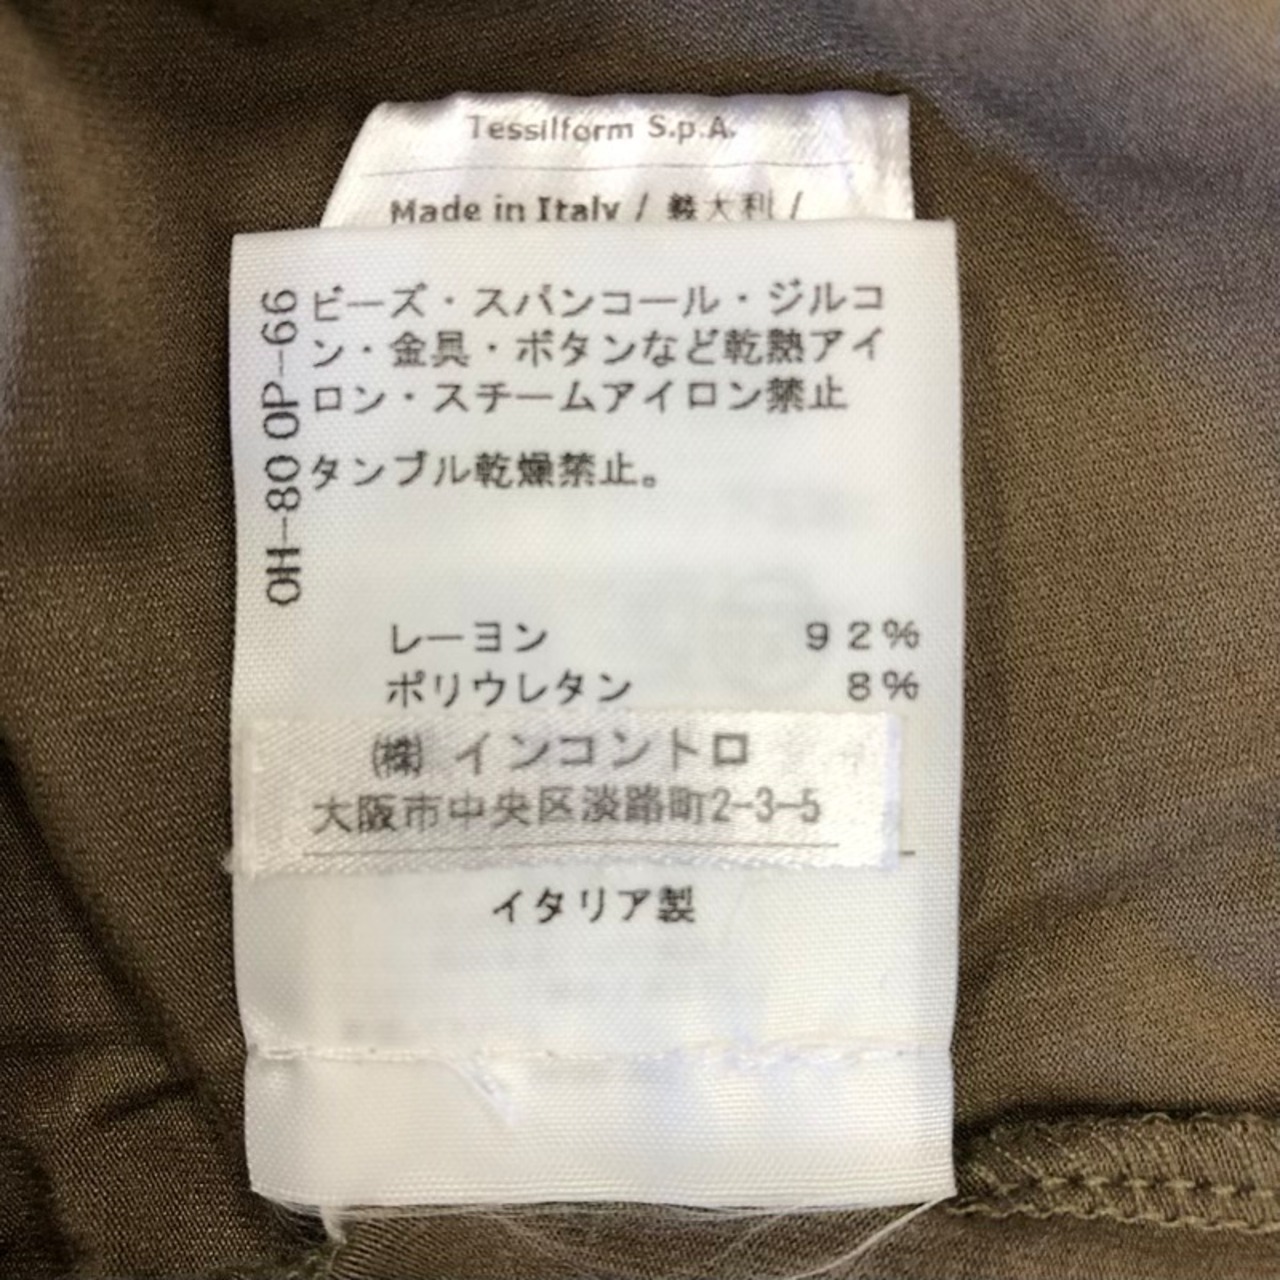 Tessilform S.p.A.
Made in Italy / 義大利 /
ビーズ・スパンコール・ジルコ
ン・金具・ボタンなど乾熱アイ
ロン・スチームアイロン禁止
タンブル乾燥禁止。
0H-80 0P-66
レーヨン 92%
ポリウレタン 8%
㈱ インコントロ
大阪市中央区淡路町2-3-5
イタリア製